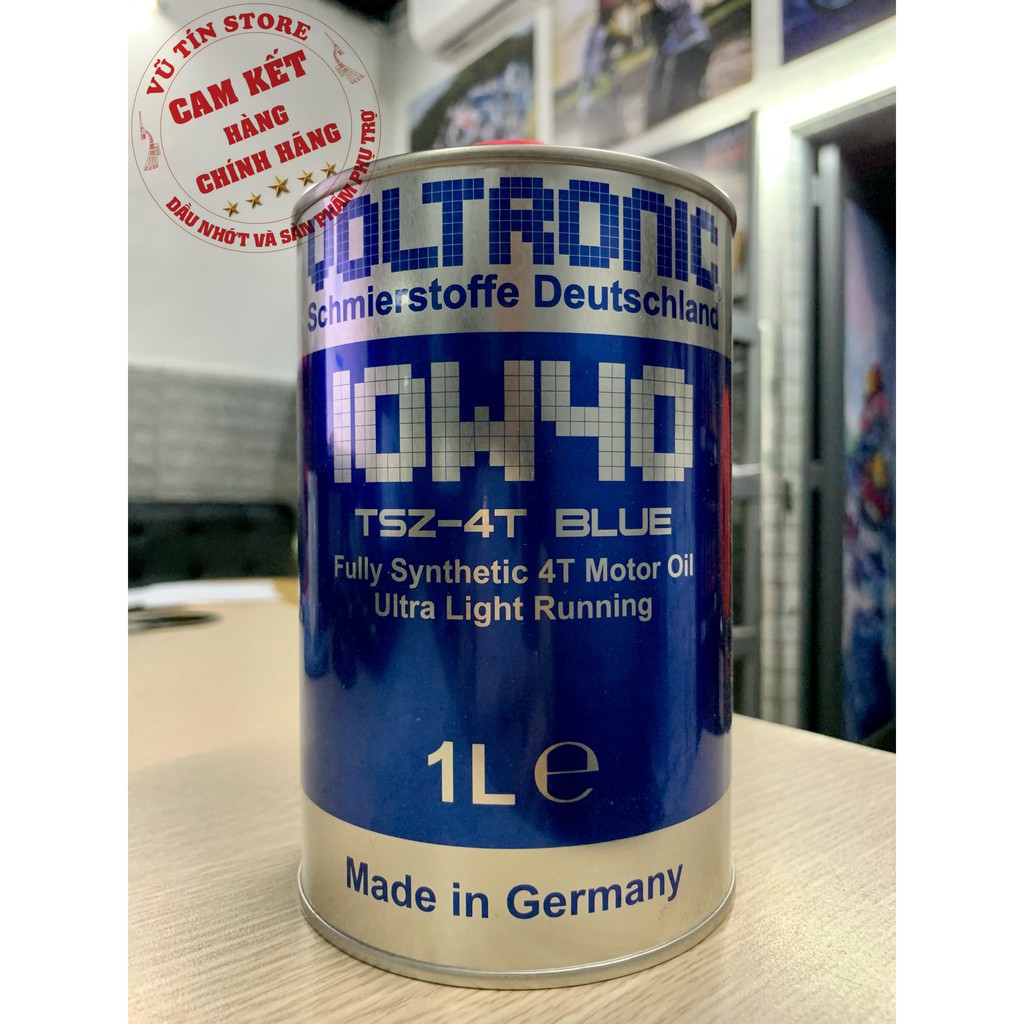 VŨ TÍN STORE
CAM KẾT
HÀNG
CHÍNH HÃNG
DẦU NHỚT VÀ SẢN PHẨM PHỤ TRỢ
VOLTRONIC®
Schmierstoffe Deutschland
10W40
TSZ-4T BLUE
Fully Synthetic 4T Motor Oil
Ultra Light Running
1L ℮
Made in Germany